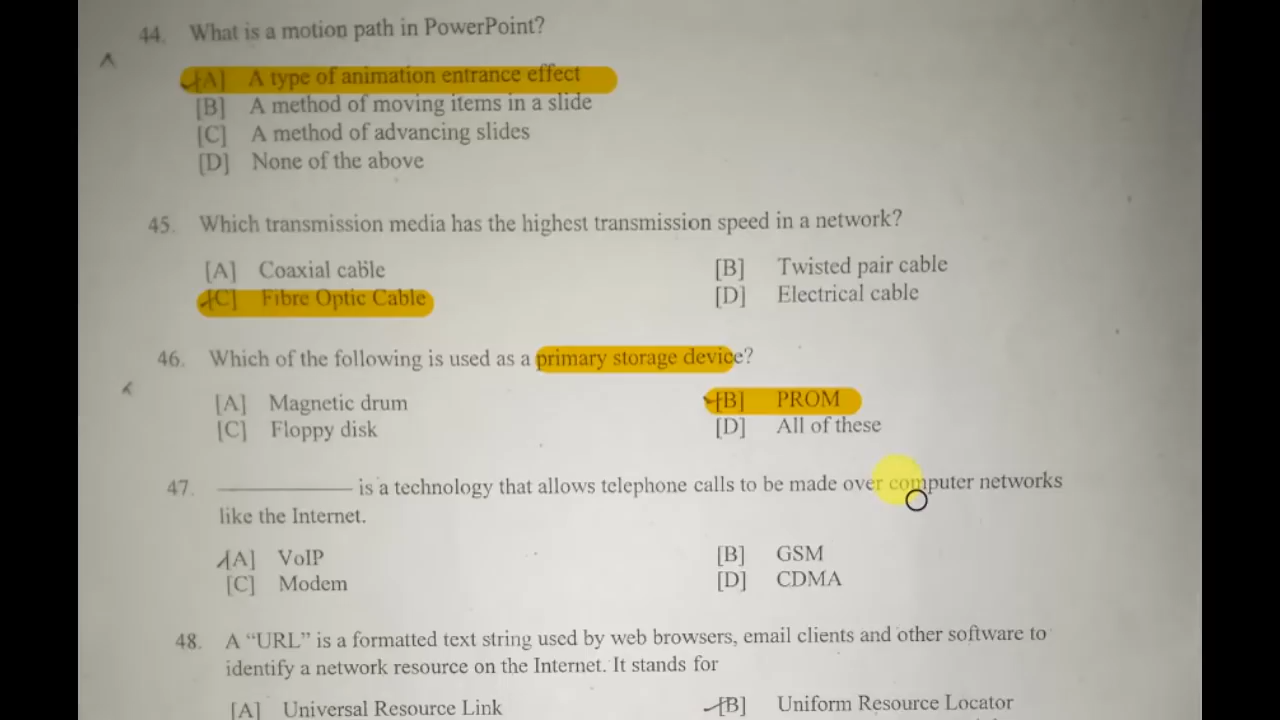 44. What is a motion path in PowerPoint?
[A] A type of animation entrance effect
[B] A method of moving items in a slide
[C] A method of advancing slides
[D] None of the above
45. Which transmission media has the highest transmission speed in a network?
[A] Coaxial cable [B] Twisted pair cable
[C] Fibre Optic Cable [D] Electrical cable
46. Which of the following is used as a primary storage device?
[A] Magnetic drum [B] PROM
[C] Floppy disk [D] All of these
47. __________ is a technology that allows telephone calls to be made over computer networks
like the Internet.
[A] VoIP [B] GSM
[C] Modem [D] CDMA
48. A “URL” is a formatted text string used by web browsers, email clients and other software to
identify a network resource on the Internet. It stands for
[A] Universal Resource Link [B] Uniform Resource Locator